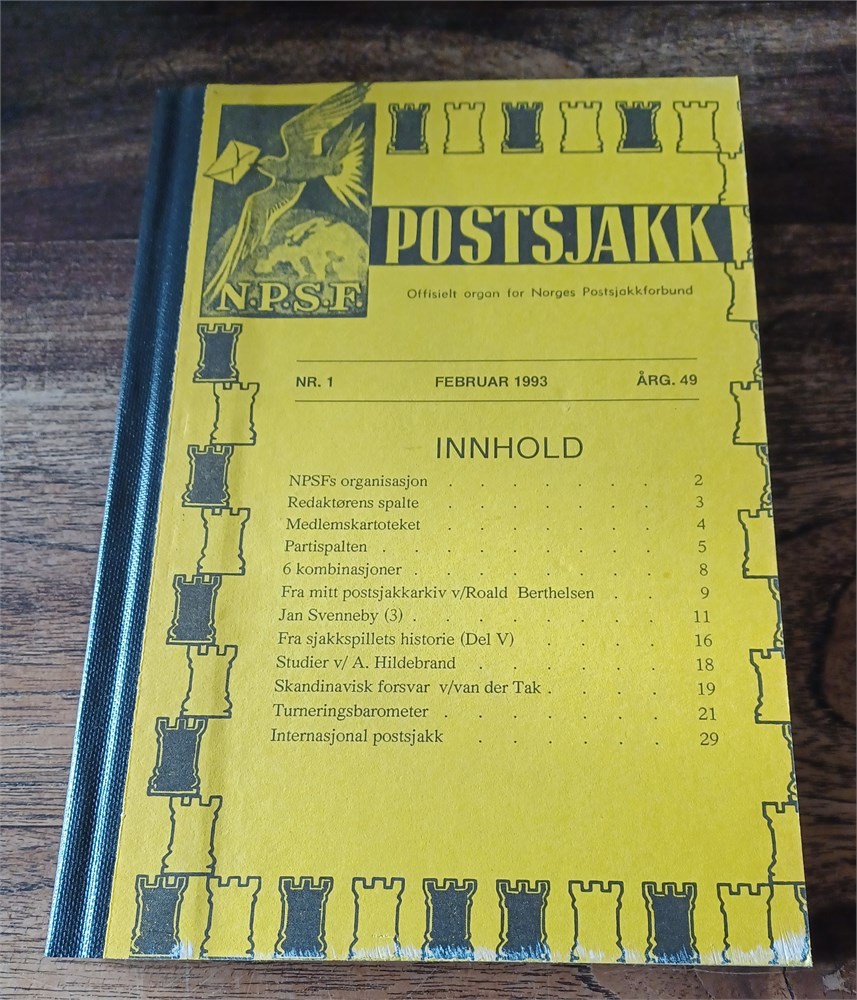 N.P.S.F.
POSTSJAKK
Offisielt organ for Norges Postsjakkforbund
NR. 1 FEBRUAR 1993 ÅRG. 49
INNHOLD
NPSFs organisasjon . . . . . . . 2
Redaktørens spalte . . . . . . . 3
Medlemskartoteket . . . . . . . 4
Partispalten . . . . . . . . . 5
6 kombinasjoner . . . . . . . . 8
Fra mitt postsjakkarkiv v/Roald Berthelsen . . 9
Jan Svenneby (3) . . . . . . . . 11
Fra sjakkspillets historie (Del V) . . . . 16
Studier v/ A. Hildebrand . . . . . . 18
Skandinavisk forsvar v/van der Tak . . . . 19
Turneringsbarometer . . . . . . . 21
Internasjonal postsjakk . . . . . . 29